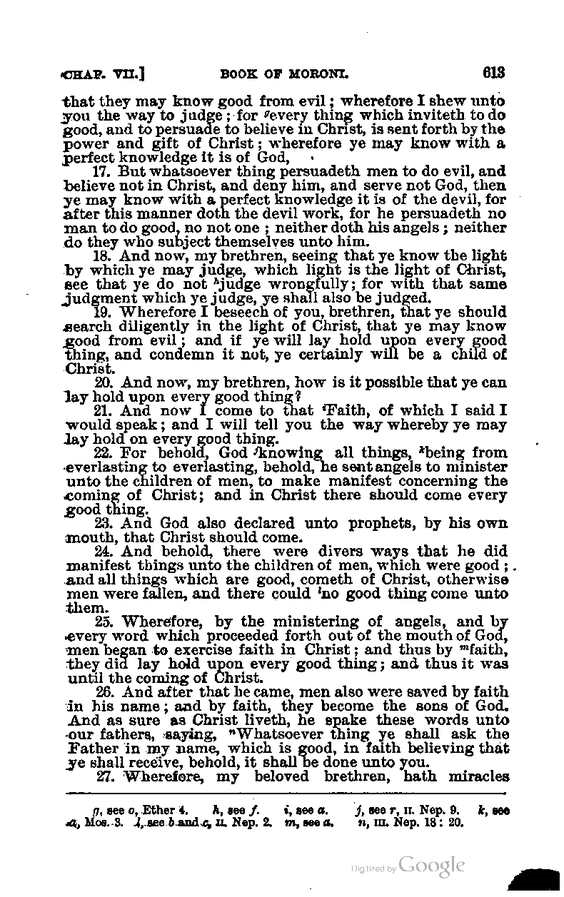 CHAP. VII.] BOOK OF MORONI. 613
that they may know good from evil; wherefore I shew unto
you the way to judge; for ᵍevery thing which inviteth to do
good, and to persuade to believe in Christ, is sent forth by the
power and gift of Christ; wherefore ye may know with a
perfect knowledge it is of God,
17. But whatsoever thing persuadeth men to do evil, and
believe not in Christ, and deny him, and serve not God, then
ye may know with a perfect knowledge it is of the devil, for
after this manner doth the devil work, for he persuadeth no
man to do good, no not one; neither doth his angels; neither
do they who subject themselves unto him.
18. And now, my brethren, seeing that ye know the light
by which ye may judge, which light is the light of Christ,
see that ye do not ʰjudge wrongfully; for with that same
judgment which ye judge, ye shall also be judged.
19. Wherefore I beseech of you, brethren, that ye should
search diligently in the light of Christ, that ye may know
good from evil; and if ye will lay hold upon every good
thing, and condemn it not, ye certainly will be a child of
Christ.
20. And now, my brethren, how is it possible that ye can
lay hold upon every good thing?
21. And now I come to that ⁱFaith, of which I said I
would speak; and I will tell you the way whereby ye may
lay hold on every good thing.
22. For behold, God ʲknowing all things, ᵏbeing from
everlasting to everlasting, behold, he sent angels to minister
unto the children of men, to make manifest concerning the
coming of Christ; and in Christ there should come every
good thing.
23. And God also declared unto prophets, by his own
mouth, that Christ should come.
24. And behold, there were divers ways that he did
manifest things unto the children of men, which were good;
and all things which are good, cometh of Christ, otherwise
men were fallen, and there could ˡno good thing come unto
them.
25. Wherefore, by the ministering of angels, and by
every word which proceeded forth out of the mouth of God,
men began to exercise faith in Christ; and thus by ᵐfaith,
they did lay hold upon every good thing; and thus it was
until the coming of Christ.
26. And after that he came, men also were saved by faith
in his name; and by faith, they become the sons of God.
And as sure as Christ liveth, he spake these words unto
our fathers, saying, ⁿWhatsoever thing ye shall ask the
Father in my name, which is good, in faith believing that
ye shall receive, behold, it shall be done unto you.
27. Wherefore, my beloved brethren, hath miracles
g, see o, Ether 4. h, see f. i, see a. j, see r, II. Nep. 9. k, see
a, Mos. 3. l, see b and c, II. Nep. 2. m, see a. n, III. Nep. 18: 20.
Digitized by Google